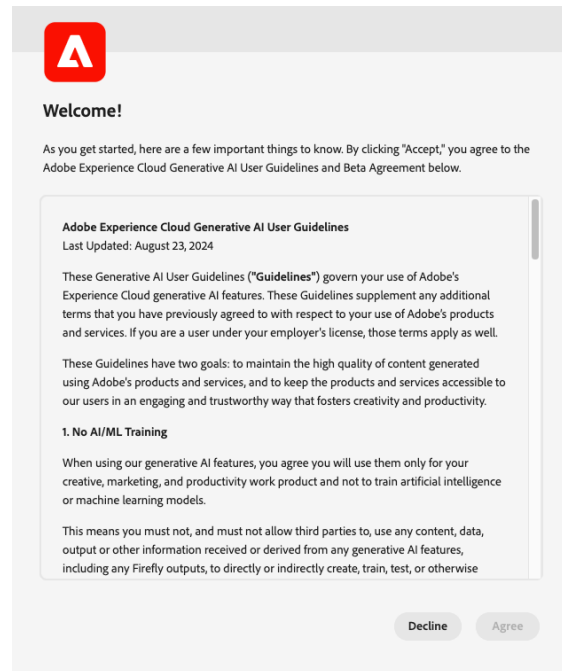 Welcome!
As you get started, here are a few important things to know. By clicking "Accept," you agree to the
Adobe Experience Cloud Generative AI User Guidelines and Beta Agreement below.
Adobe Experience Cloud Generative AI User Guidelines
Last Updated: August 23, 2024
These Generative AI User Guidelines ("Guidelines") govern your use of Adobe's
Experience Cloud generative AI features. These Guidelines supplement any additional
terms that you have previously agreed to with respect to your use of Adobe's products
and services. If you are a user under your employer's license, those terms apply as well.
These Guidelines have two goals: to maintain the high quality of content generated
using Adobe's products and services, and to keep the products and services accessible to
our users in an engaging and trustworthy way that fosters creativity and productivity.
1. No AI/ML Training
When using our generative AI features, you agree you will use them only for your
creative, marketing, and productivity work product and not to train artificial intelligence
or machine learning models.
This means you must not, and must not allow third parties to, use any content, data,
output or other information received or derived from any generative AI features,
including any Firefly outputs, to directly or indirectly create, train, test, or otherwise
Decline
Agree